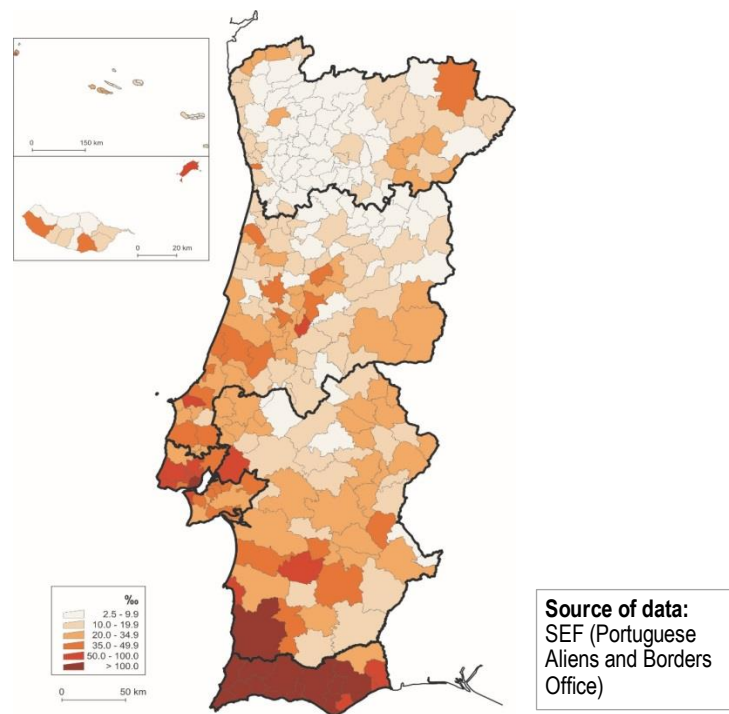 0 150 km
0 20 km
‰
2.5 - 9.9
10.0 - 19.9
20.0 - 34.9
35.0 - 49.9
50.0 - 100.0
> 100.0
0 50 km
Source of data:
SEF (Portuguese
Aliens and Borders
Office)